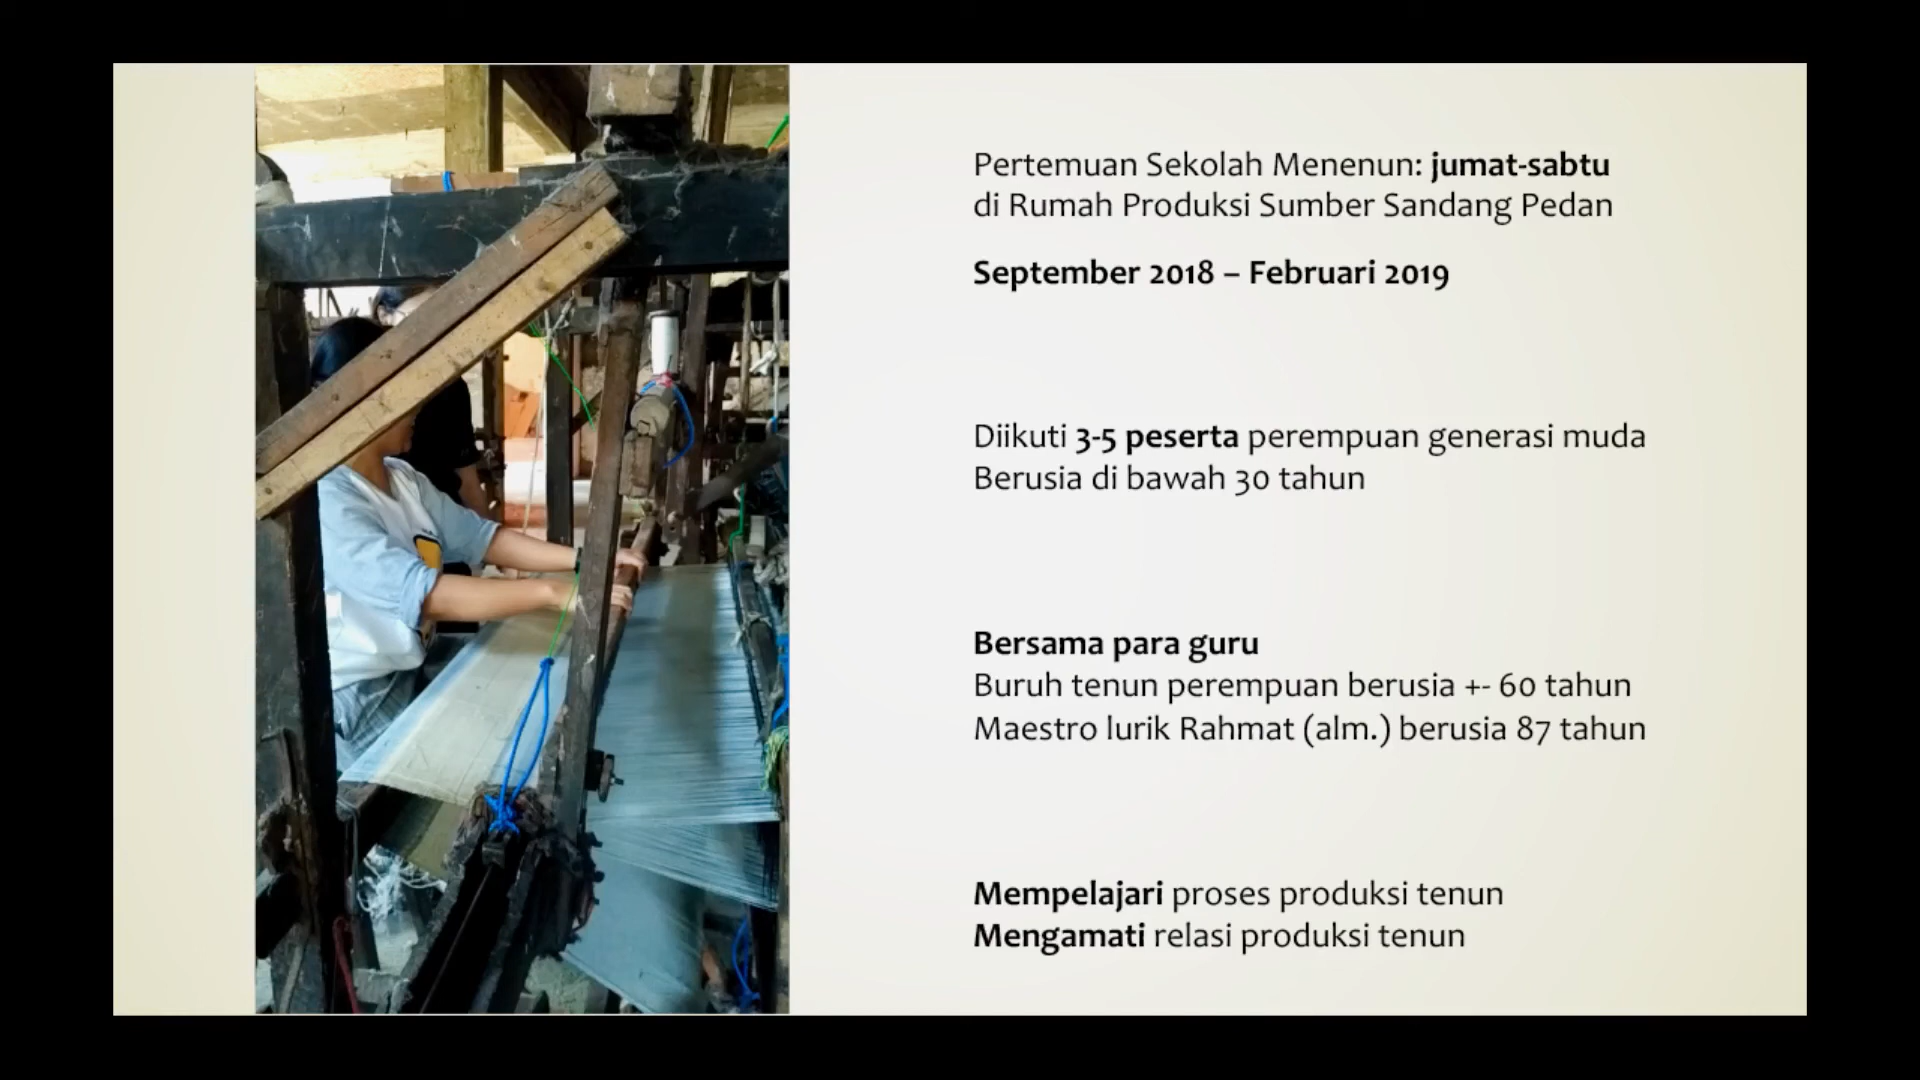 Pertemuan Sekolah Menenun: jumat-sabtu
di Rumah Produksi Sumber Sandang Pedan
September 2018 – Februari 2019
Diikuti 3-5 peserta perempuan generasi muda
Berusia di bawah 30 tahun
Bersama para guru
Buruh tenun perempuan berusia +- 60 tahun
Maestro lurik Rahmat (alm.) berusia 87 tahun
Mempelajari proses produksi tenun
Mengamati relasi produksi tenun